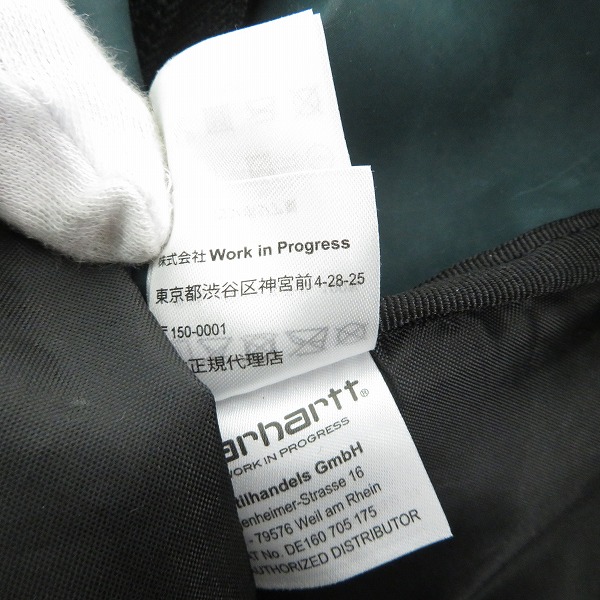 株式会社 Work in Progress
東京都渋谷区神宮前4-28-25
〒150-0001
正規代理店
arhartt®
WORK IN PROGRESS
GmbH
enheimer-Strasse 16
- 79576 Weil am Rhein
No. DE160 705 175
AUTHORIZED DISTRIBUTOR